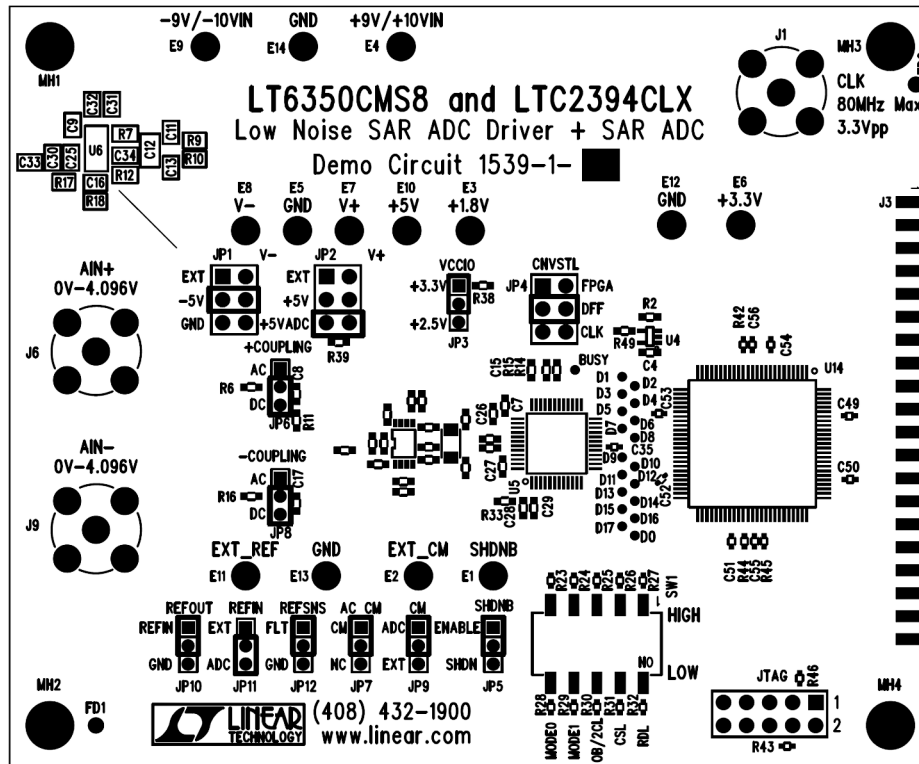 -9V/-10VIN
GND
+9V/+10VIN
E9
E14
E4
J1
MH1
MH3
CLK
80MHz Max
3.3Vpp
LT6350CMS8 and LTC2394CLX
Low Noise SAR ADC Driver + SAR ADC
Demo Circuit 1539-1-
C32
C31
C9
U6
R7
C34
R12
C12
C11
C13
R9
R10
C33
C30
C25
R17
C16
R18
E8
V-
E5
GND
E7
V+
E10
+5V
E3
+1.8V
E12
GND
E6
+3.3V
J3
JP1
V-
EXT
-5V
GND
JP2
V+
EXT
+5V
+5VADC
R39
VCCIO
+3.3V
+2.5V
JP3
R38
CNVSTL
JP4
FPGA
DFF
CLK
R2
R49
U4
C4
R42
C56
C54
U14
AIN+
0V-4.096V
J6
+COUPLING
AC
DC
R6
C8
R11
JP6
C15
R15
R14
BUSY
C26
C7
C27
U5
R33
C28
C29
D1
D2
D3
D4
D5
D6
D7
D8
D9
C35
D10
D11
D12
D13
D14
D15
D16
D17
D0
C53
C52
C49
C50
C51
R44
C55
R45
AIN-
0V-4.096V
J9
-COUPLING
AC
DC
R16
C17
JP8
EXT_REF
E11
GND
E13
EXT_CM
E2
SHDNB
E1
REFOUT
REFIN
GND
JP10
REFIN
EXT
ADC
JP11
REFSNS
FLT
GND
JP12
AC_CM
CM
NC
JP7
CM
ADC
EXT
JP9
SHDNB
ENABLE
SHDN
JP5
R23
R24
R25
R26
R27
SW1
HIGH
LOW
NO
R28
R29
R30
R31
R32
MODE0
MODE1
OB/2CL
CSL
RDL
JTAG
R46
1
2
R43
MH2
FD1
MH4
LINEAR
TECHNOLOGY
(408) 432-1900
www.linear.com